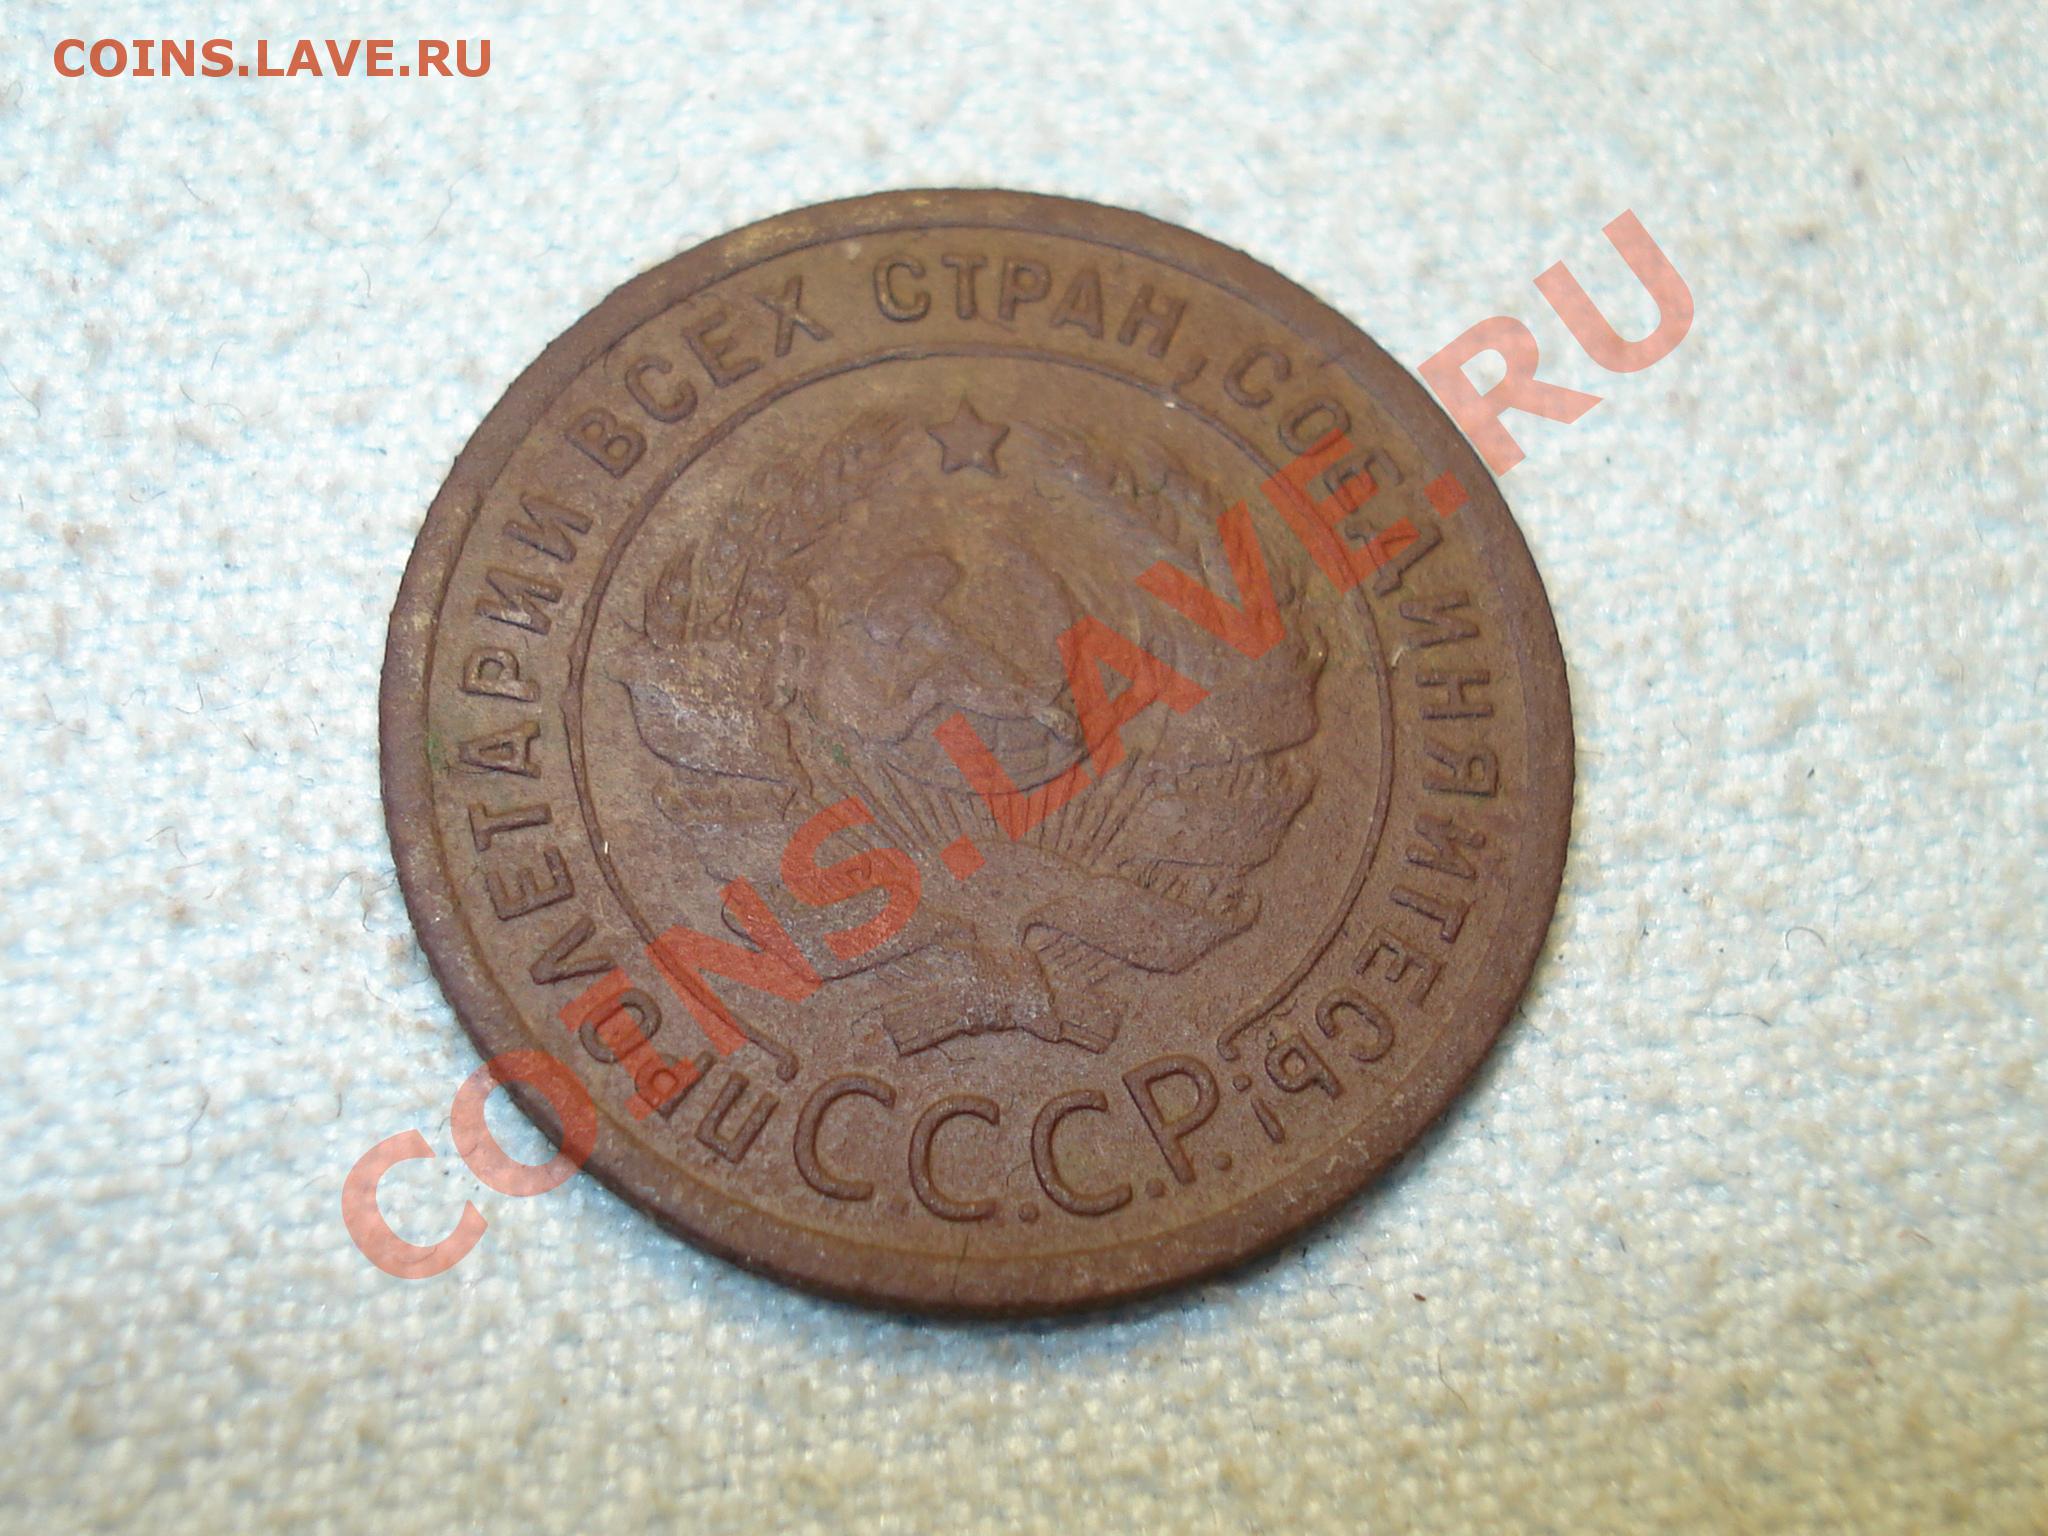 COINS.LAVE.RU
ПРОЛЕТАРИИ ВСЕХ СТРАН, СОЕДИНЯЙТЕСЬ!
С.С.С.Р.
COINS.LAVE.RU